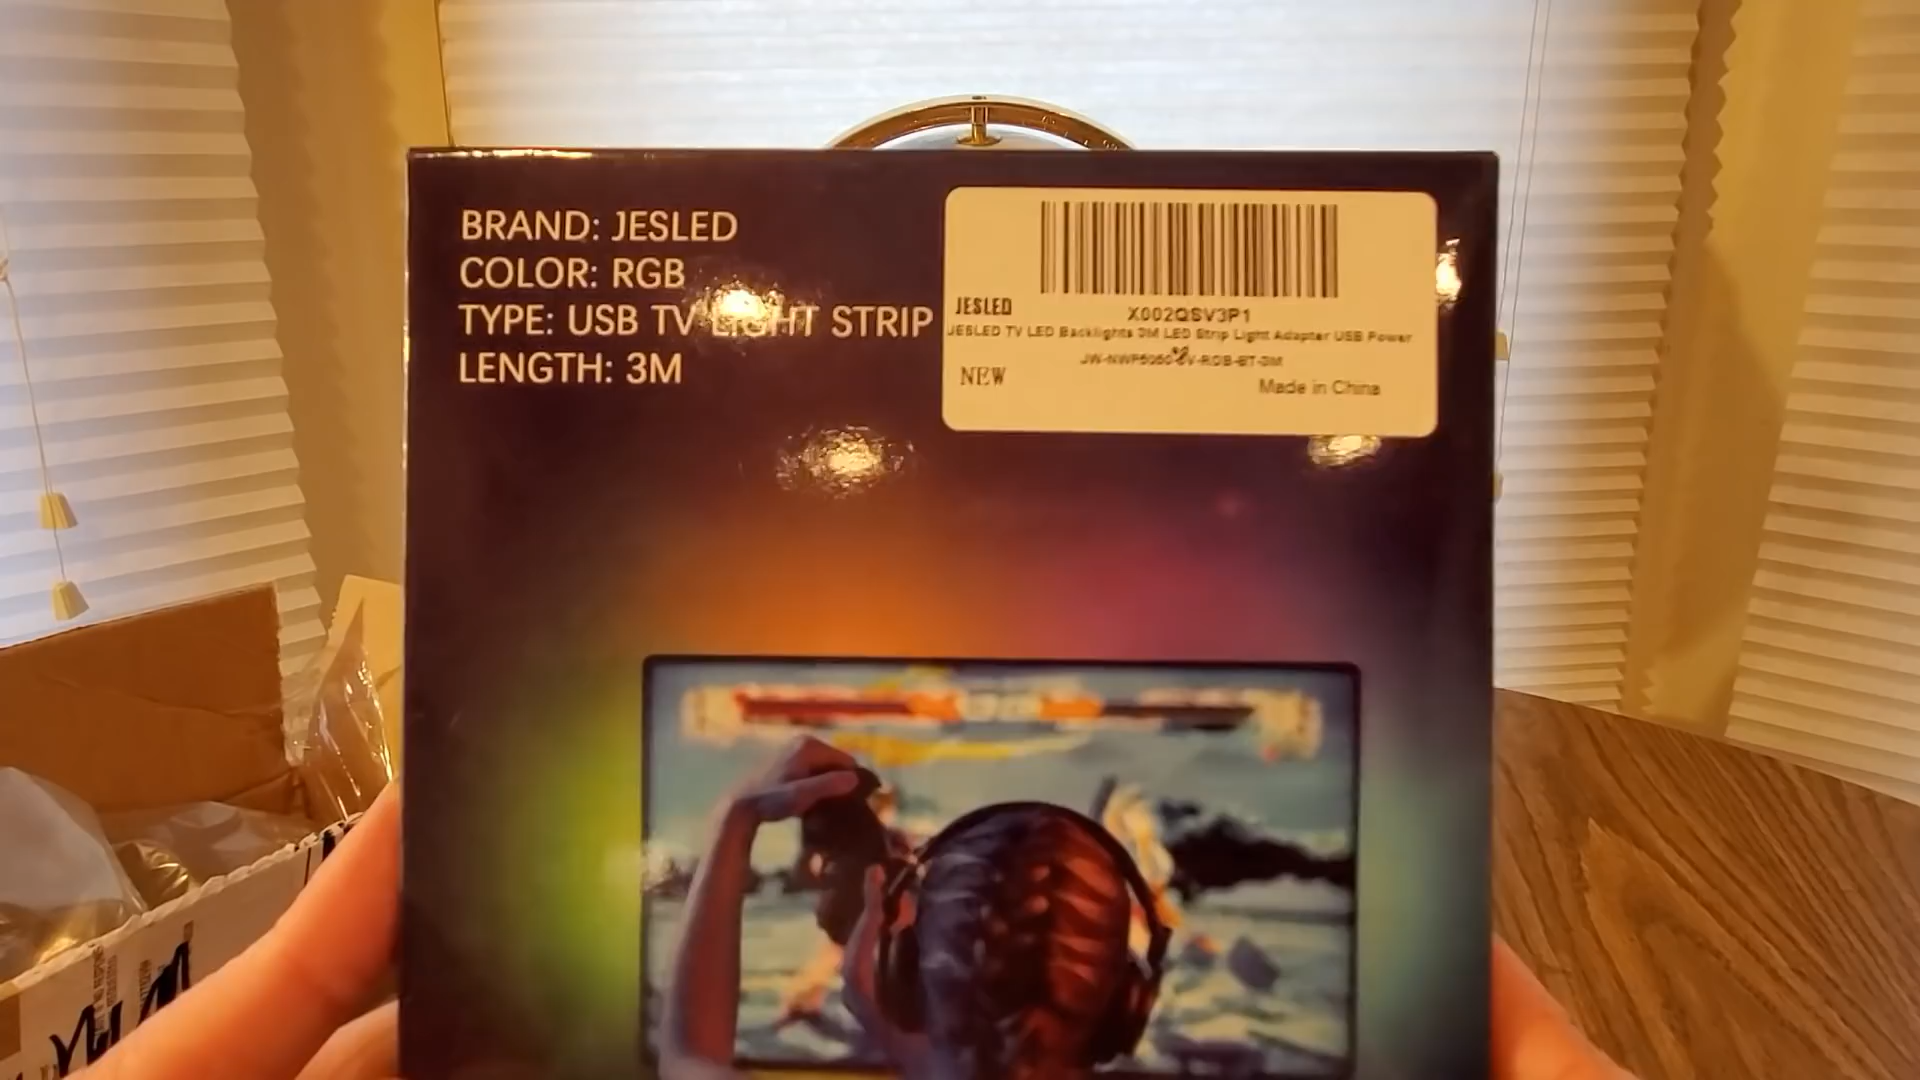 BRAND: JESLED
COLOR: RGB
TYPE: USB TV LIGHT STRIP
LENGTH: 3M
JESLED
X002QSV3P1
JESLED TV LED Backlights 3M LED Strip Light Adapter USB Power
NEW
Made in China